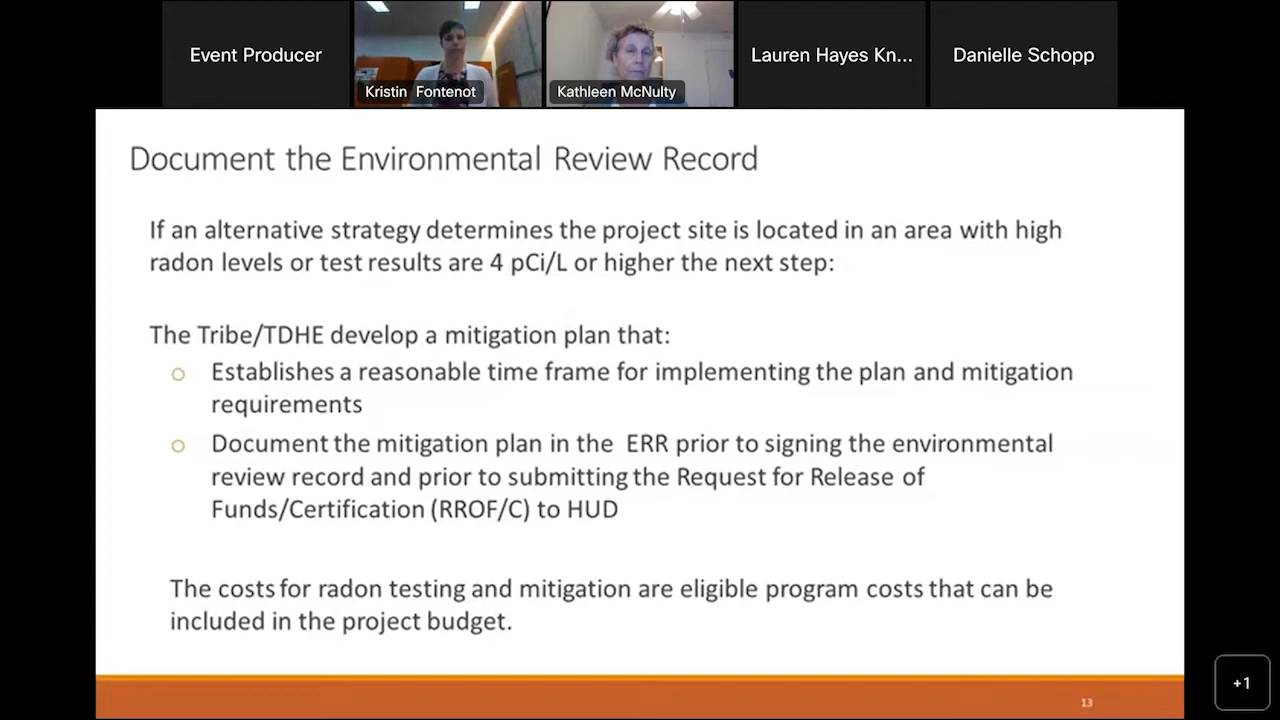 Event Producer
Kristin Fontenot
Kathleen McNulty
Lauren Hayes Kn...
Danielle Schopp
Document the Environmental Review Record
If an alternative strategy determines the project site is located in an area with high
radon levels or test results are 4 pCi/L or higher the next step:
The Tribe/TDHE develop a mitigation plan that:
o Establishes a reasonable time frame for implementing the plan and mitigation
requirements
o Document the mitigation plan in the ERR prior to signing the environmental
review record and prior to submitting the Request for Release of
Funds/Certification (RROF/C) to HUD
The costs for radon testing and mitigation are eligible program costs that can be
included in the project budget.
13
+1